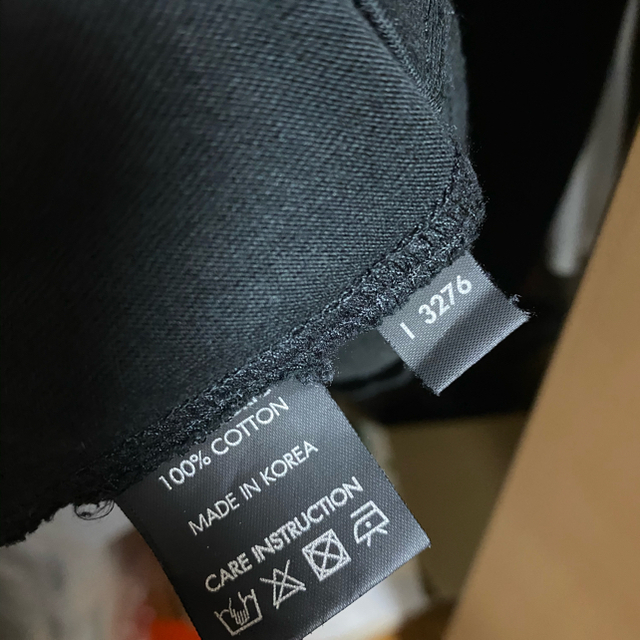 100% COTTON
MADE IN KOREA
CARE INSTRUCTION
I 3276